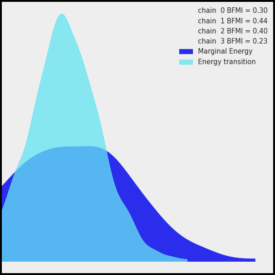 chain  0 BFMI = 0.30
chain  1 BFMI = 0.44
chain  2 BFMI = 0.40
chain  3 BFMI = 0.23
Marginal Energy
Energy transition